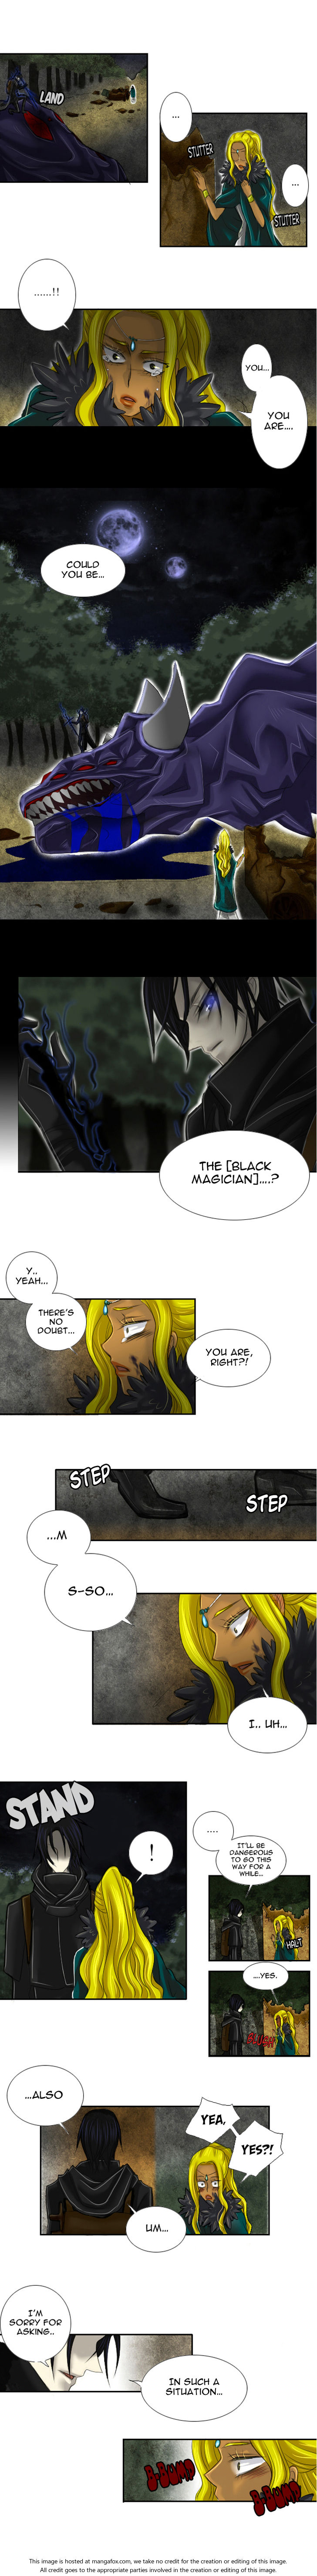 LAND
...
STUTTER
...
STUTTER
......!!
YOU...
YOU
ARE....
COULD
YOU BE...
THE [BLACK
MAGICIAN]....?
Y..
YEAH...
THERE'S
NO
DOUBT...
YOU ARE,
RIGHT?!
STEP
STEP
...M
S-SO...
I.. UH...
STAND
!
....
IT'LL BE
DANGEROUS
TO GO THIS
WAY FOR A
WHILE...
HALT
....YES.
...ALSO
YEA,
YES?!
UM...
I'M
SORRY FOR
ASKING..
IN SUCH A
SITUATION...
B-BUMP
B-BUMP
This image is hosted at mangafox.com, we take no credit for the creation or editing of this image.
All credit goes to the appropriate parties involved in the creation or editing of this image.